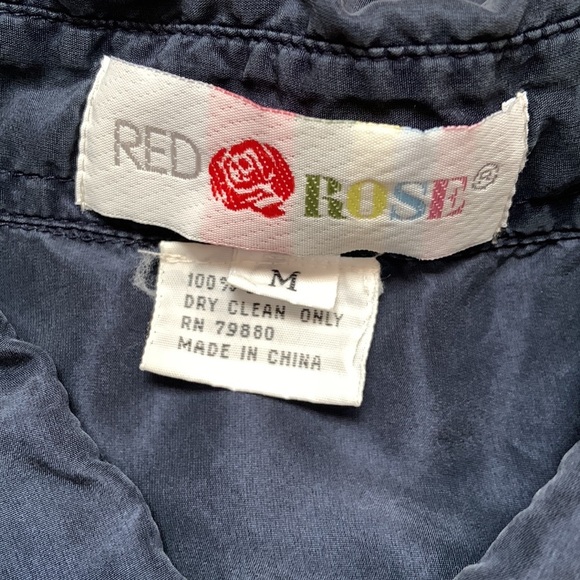 RED ROSE®
M
100%
DRY CLEAN ONLY
RN 79880
MADE IN CHINA